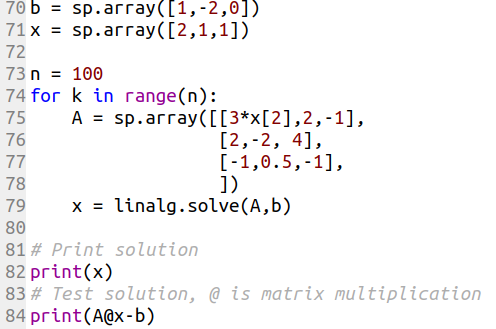 70 b = sp.array([1,-2,0])
71 x = sp.array([2,1,1])
72
73 n = 100
74 for k in range(n):
75     A = sp.array([[3*x[2],2,-1],
76                   [2,-2, 4],
77                   [-1,0.5,-1],
78                   ])
79     x = linalg.solve(A,b)
80
81 # Print solution
82 print(x)
83 # Test solution, @ is matrix multiplication
84 print(A@x-b)